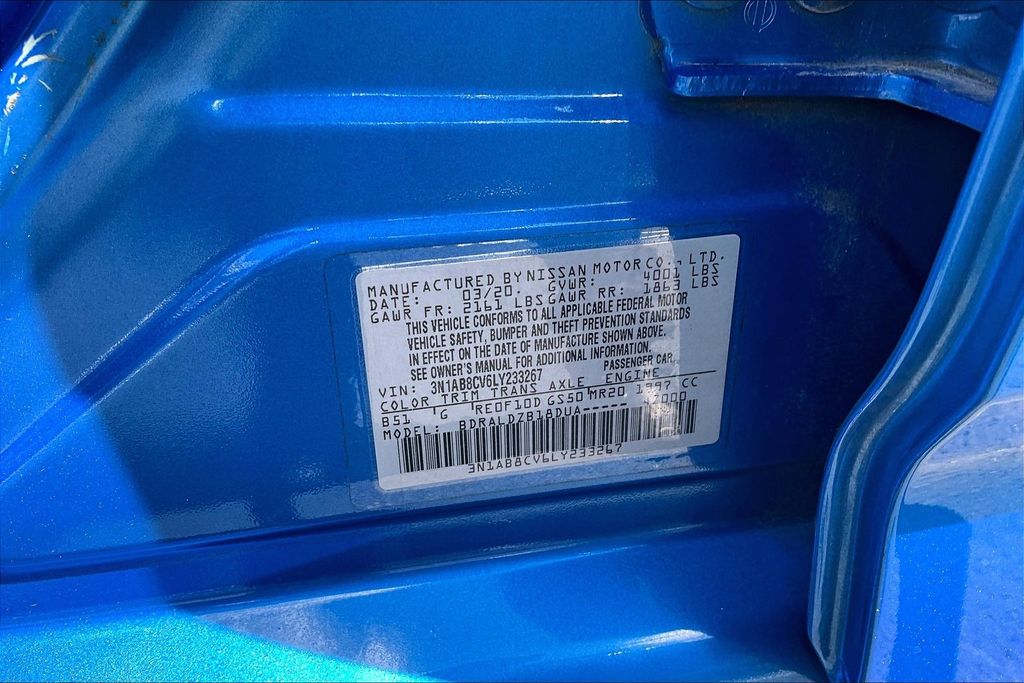 MANUFACTURED BY NISSAN MOTOR CO., LTD.
DATE: 03/20. GVWR: 4001 LBS
GAWR FR: 2161 LBS GAWR RR: 1863 LBS
THIS VEHICLE CONFORMS TO ALL APPLICABLE FEDERAL MOTOR
VEHICLE SAFETY, BUMPER AND THEFT PREVENTION STANDARDS
IN EFFECT ON THE DATE OF MANUFACTURE SHOWN ABOVE.
SEE OWNER'S MANUAL FOR ADDITIONAL INFORMATION.
VIN: 3N1AB8CV6LY233267 PASSENGER CAR
COLOR TRIM TRANS AXLE ENGINE
B51 G RE0F10D GS50 MR20 1997 CC
MODEL: BDRALDZB18DUA----- 7000
3N1AB8CV6LY233267